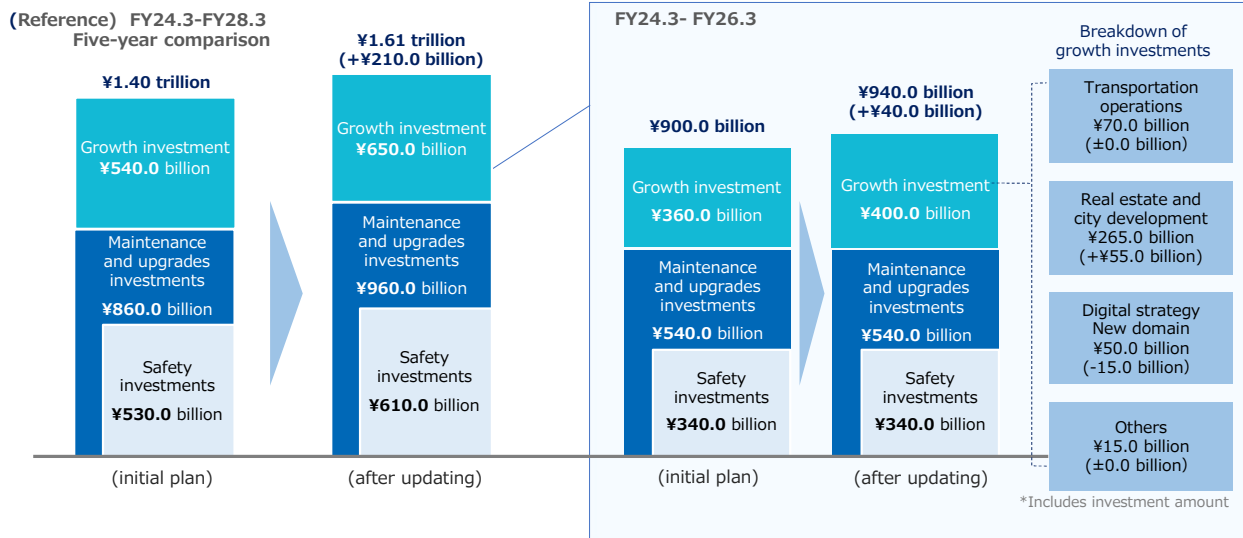 (Reference) FY24.3-FY28.3
Five-year comparison
¥1.40 trillion
Growth investment
¥540.0 billion
Maintenance
and upgrades
investments
¥860.0 billion
Safety
investments
¥530.0 billion
(initial plan)
¥1.61 trillion
(+¥210.0 billion)
Growth investment
¥650.0 billion
Maintenance
and upgrades
investments
¥960.0 billion
Safety
investments
¥610.0 billion
(after updating)
FY24.3- FY26.3
¥900.0 billion
Growth investment
¥360.0 billion
Maintenance
and upgrades
investments
¥540.0 billion
Safety
investments
¥340.0 billion
(initial plan)
¥940.0 billion
(+¥40.0 billion)
Growth investment
¥400.0 billion
Maintenance
and upgrades
investments
¥540.0 billion
Safety
investments
¥340.0 billion
(after updating)
Breakdown of
growth investments
Transportation
operations
¥70.0 billion
(±0.0 billion)
Real estate and
city development
¥265.0 billion
(+¥55.0 billion)
Digital strategy
New domain
¥50.0 billion
(-15.0 billion)
Others
¥15.0 billion
(±0.0 billion)
*Includes investment amount